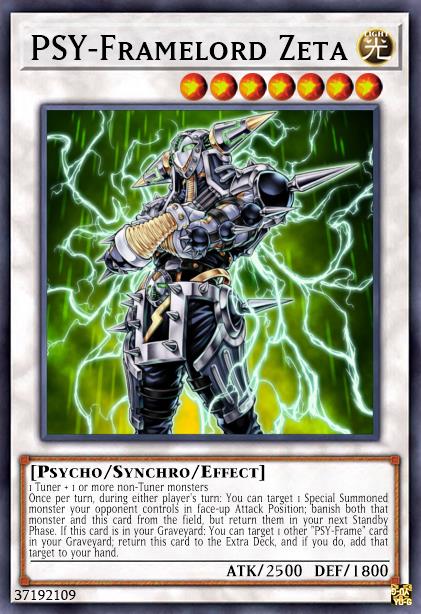 PSY-Framelord Zeta
LIGHT
光
[Psycho/Synchro/Effect]
1 Tuner + 1 or more non-Tuner monsters
Once per turn, during either player's turn: You can target 1 Special Summoned
monster your opponent controls in face-up Attack Position; banish both that
monster and this card from the field, but return them in your next Standby
Phase. If this card is in your Graveyard: You can target 1 other "PSY-Frame" card
in your Graveyard; return this card to the Extra Deck, and if you do, add that
target to your hand.
ATK/2500 DEF/1800
37192109